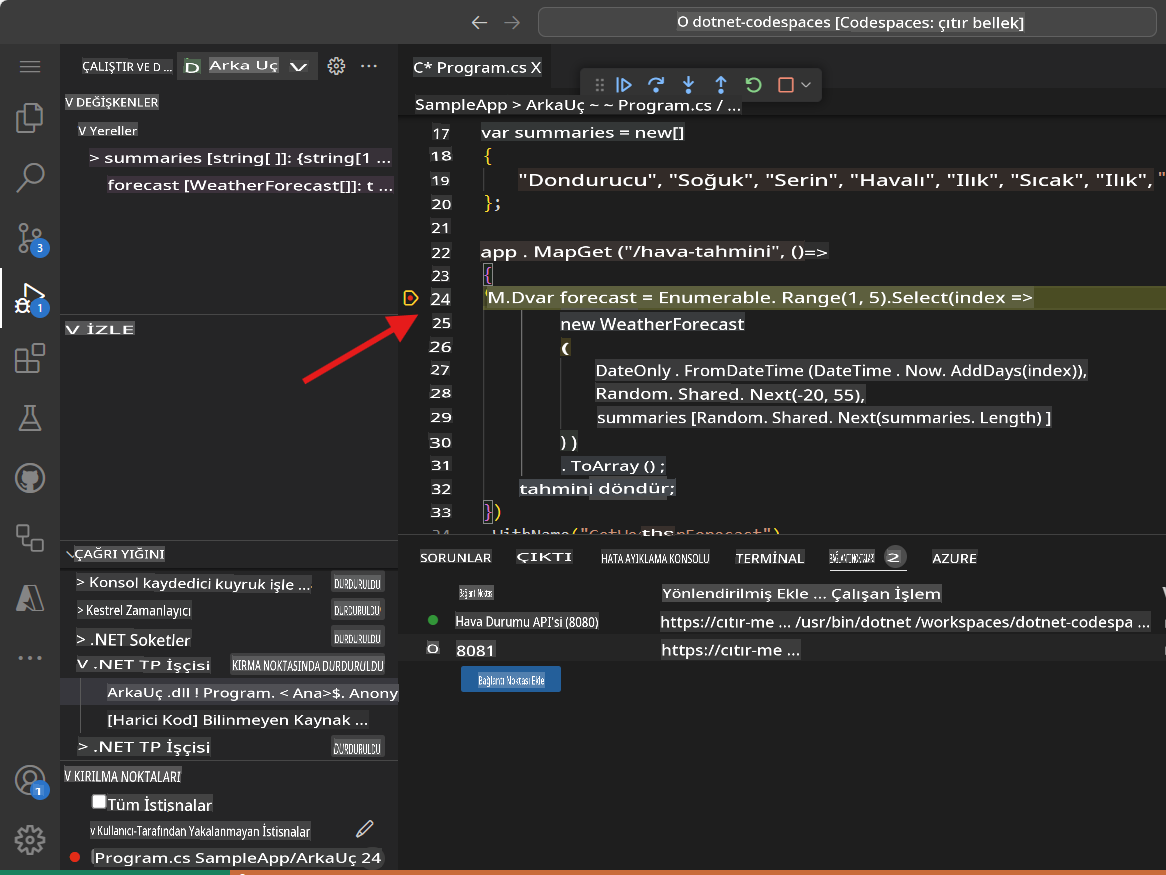 O dotnet-codespaces [Codespaces: çıtır bellek]
ÇALIŞTIR VE D ...
D Arka Uç
V DEĞİŞKENLER
V Yereller
> summaries [string[ ]]: {string[1 ...
forecast [WeatherForecast[]]: t ...
V İZLE
ÇAĞRI YIĞINI
> Konsol kaydedici kuyruk işle ... DURDURULDU
> Kestrel Zamanlayıcı DURDURULDU
> .NET Soketler DURDURULDU
V .NET TP İşçisi KIRMA NOKTASINDA DURDURULDU
ArkaUç .dll ! Program. < Ana>$. Anony
[Harici Kod] Bilinmeyen Kaynak ...
> .NET TP İşçisi DURDURULDU
V KIRILMA NOKTALARI
Tüm İstisnalar
v Kullanıcı-Tarafından Yakalanmayan İstisnalar
Program.cs SampleApp/ArkaUç 24
3
1
1
C* Program.cs X
SampleApp > ArkaUç ~ ~ Program.cs / ...
17 var summaries = new[]
18 {
19 "Dondurucu", "Soğuk", "Serin", "Havalı", "Ilık", "Sıcak", "Ilık", "
20 };
21
22 app . MapGet ("/hava-tahmini", ()=>
23 {
24 M.Dvar forecast = Enumerable. Range(1, 5).Select(index =>
25 new WeatherForecast
26 (
27 DateOnly . FromDateTime (DateTime . Now. AddDays(index)),
28 Random. Shared. Next(-20, 55),
29 summaries [Random. Shared. Next(summaries. Length) ]
30 ) )
31 . ToArray () ;
32 tahmini döndür;
33 })
SORUNLAR ÇIKTI HATA AYIKLAMA KONSOLU TERMİNAL BAĞLANTI NOKTALARI 2 AZURE
Bağlantı Noktası Yönlendirilmiş Ekle ... Çalışan İşlem
Hava Durumu API'si (8080) https://cıtır-me ... /usr/bin/dotnet /workspaces/dotnet-codespa ...
O 8081 https://cıtır-me ...
Bağlantı Noktası Ekle